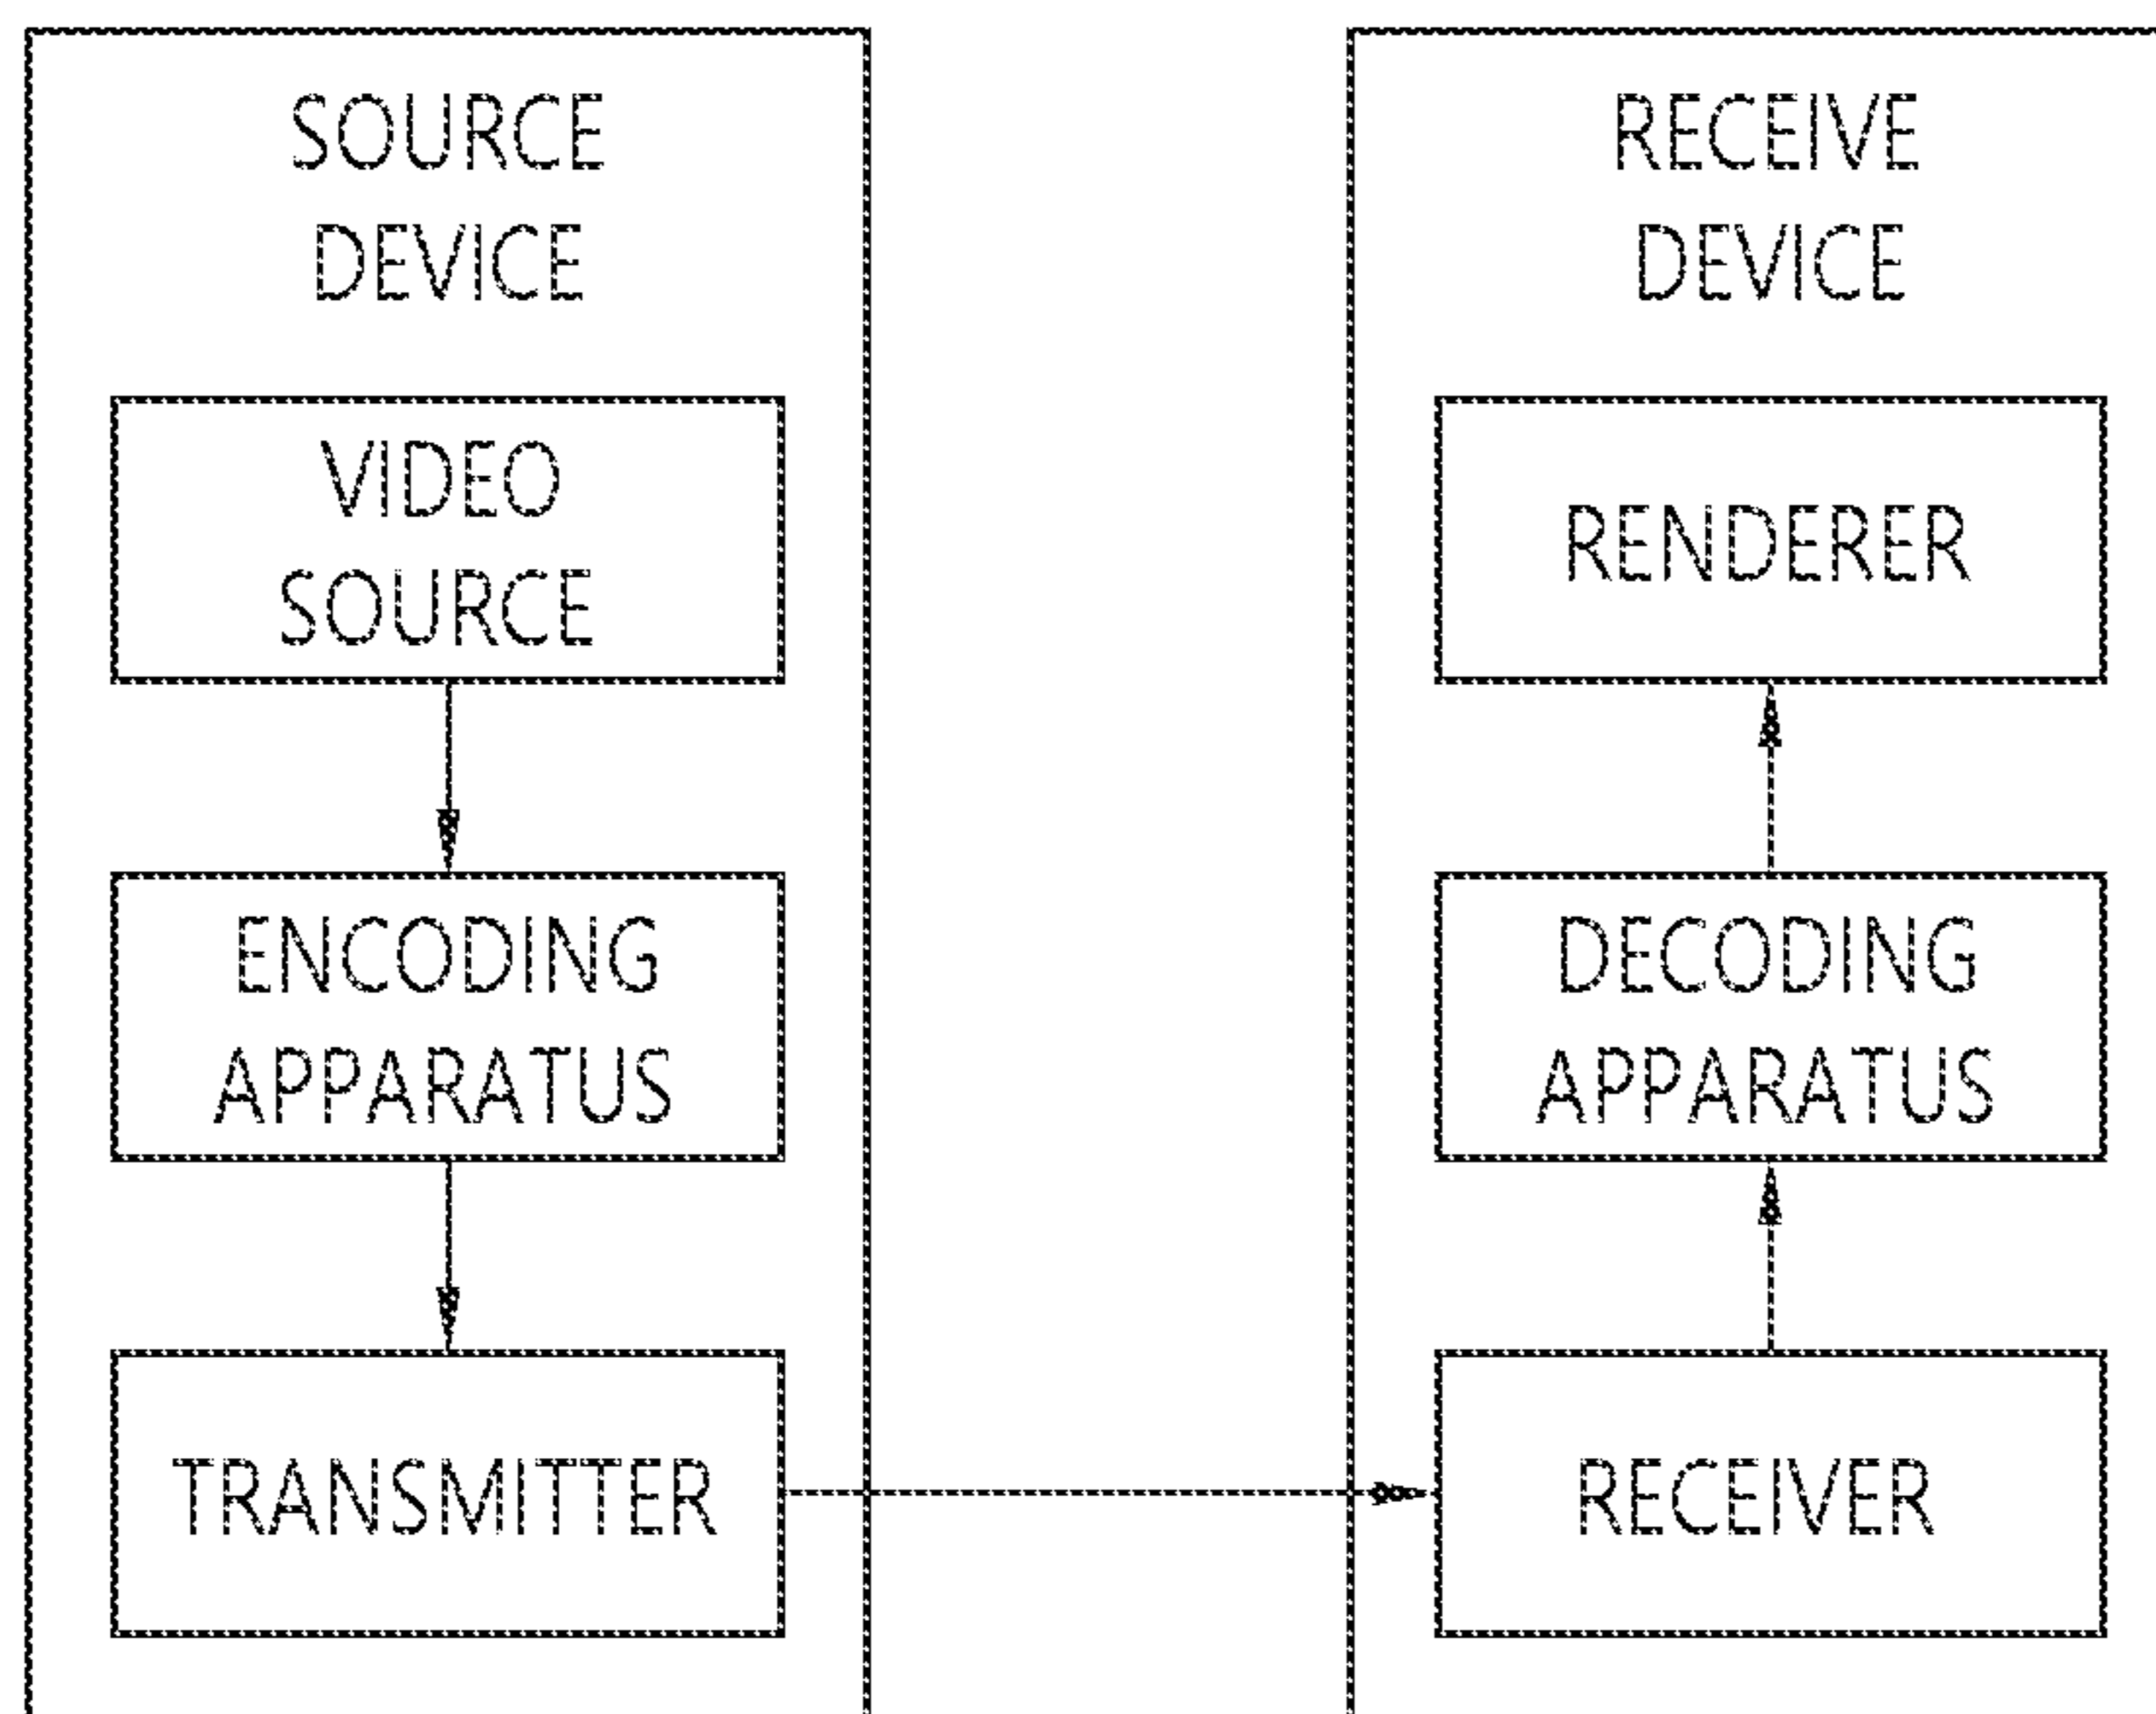 SOURCE
DEVICE
VIDEO
SOURCE
ENCODING
APPARATUS
TRANSMITTER
RECEIVE
DEVICE
RENDERER
DECODING
APPARATUS
RECEIVER